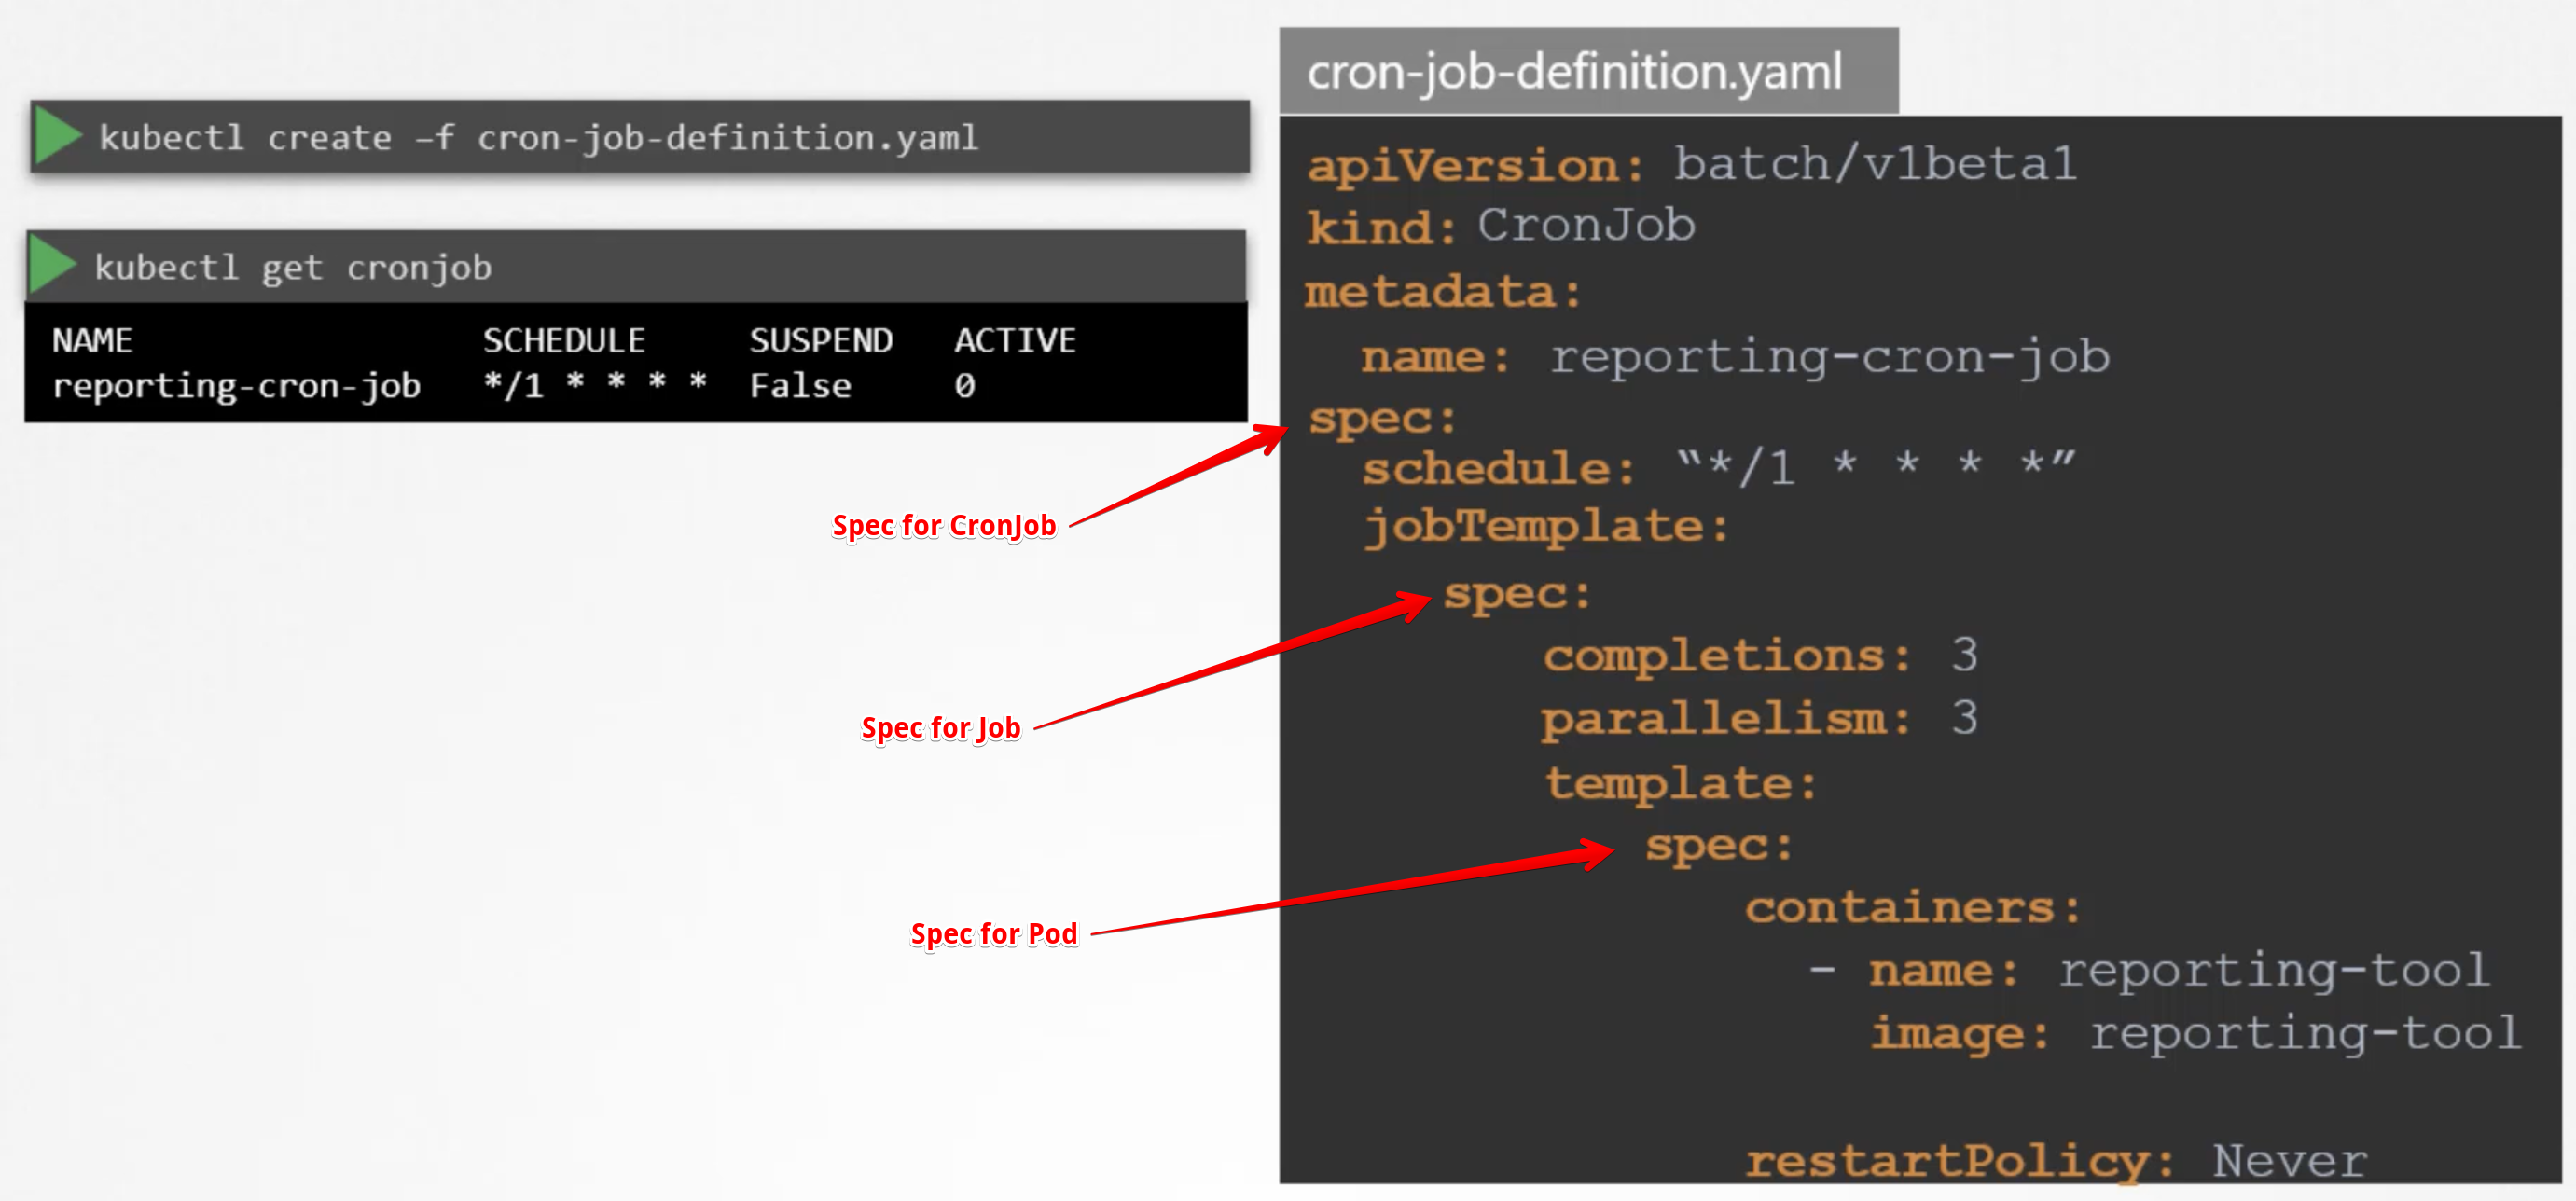 kubectl create –f cron-job-definition.yaml
kubectl get cronjob
NAME SCHEDULE SUSPEND ACTIVE
reporting-cron-job */1 * * * * False 0
Spec for CronJob
Spec for Job
Spec for Pod
cron-job-definition.yaml
apiVersion: batch/v1beta1
kind: CronJob
metadata:
  name: reporting-cron-job
spec:
  schedule: “*/1 * * * *”
  jobTemplate:
    spec:
      completions: 3
      parallelism: 3
      template:
        spec:
          containers:
            - name: reporting-tool
              image: reporting-tool
          restartPolicy: Never